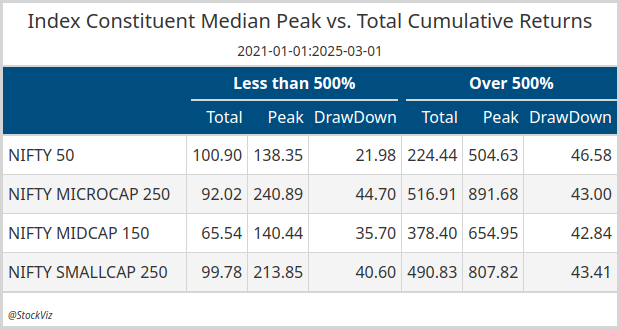 Index Constituent Median Peak vs. Total Cumulative Returns
2021-01-01:2025-03-01
Less than 500% Over 500%
Total Peak DrawDown Total Peak DrawDown
NIFTY 50 100.90 138.35 21.98 224.44 504.63 46.58
NIFTY MICROCAP 250 92.02 240.89 44.70 516.91 891.68 43.00
NIFTY MIDCAP 150 65.54 140.44 35.70 378.40 654.95 42.84
NIFTY SMALLCAP 250 99.78 213.85 40.60 490.83 807.82 43.41
@StockViz